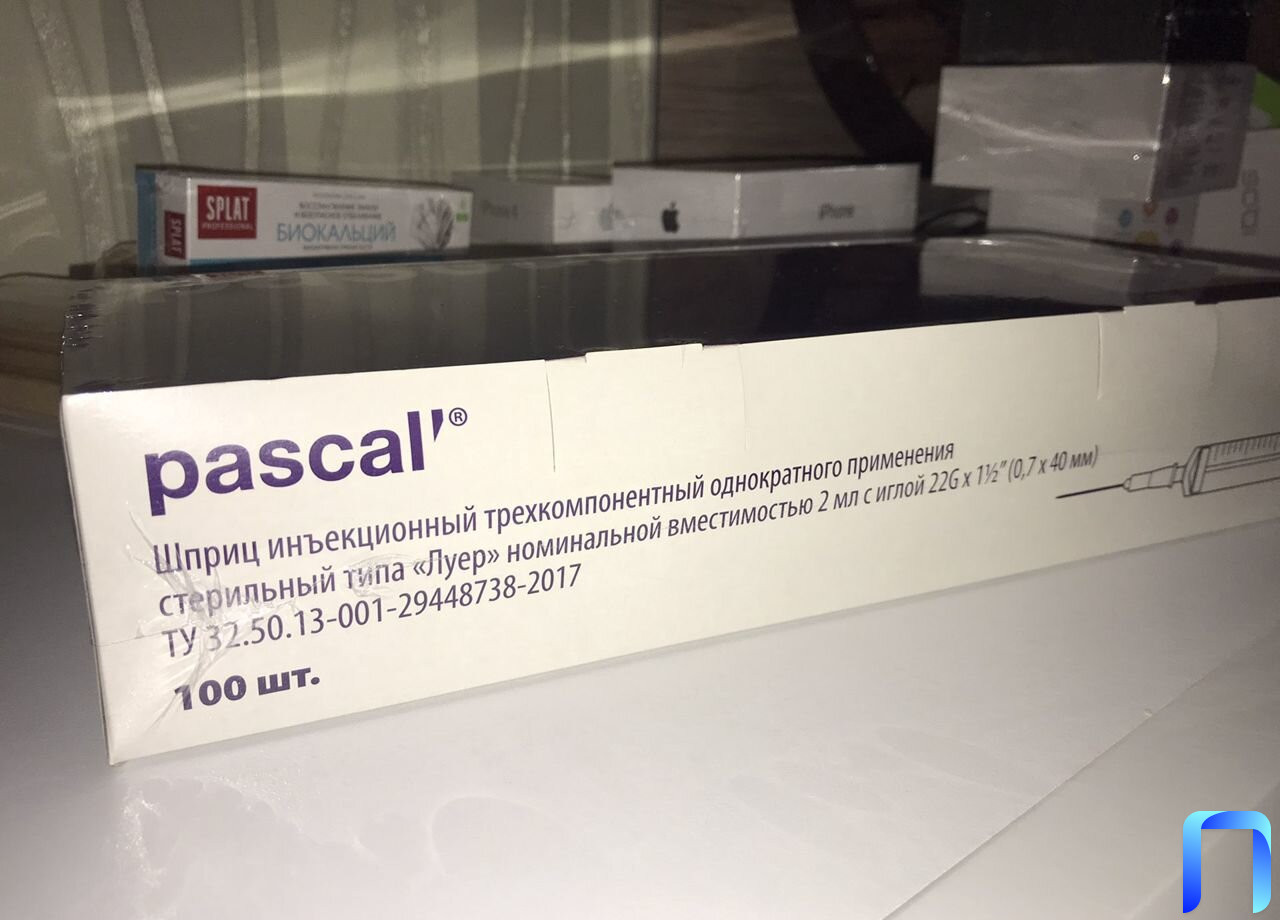 SPLAT
PROFESSIONAL
БИОКАЛЬЦИЙ
SPLAT
iPhone
pascal'®
Шприц инъекционный трехкомпонентный однократного применения
стерильный типа «Луер» номинальной вместимостью 2 мл с иглой 22G x 1½” (0,7 x 40 мм)
ТУ 32.50.13-001-29448738-2017
100 шт.